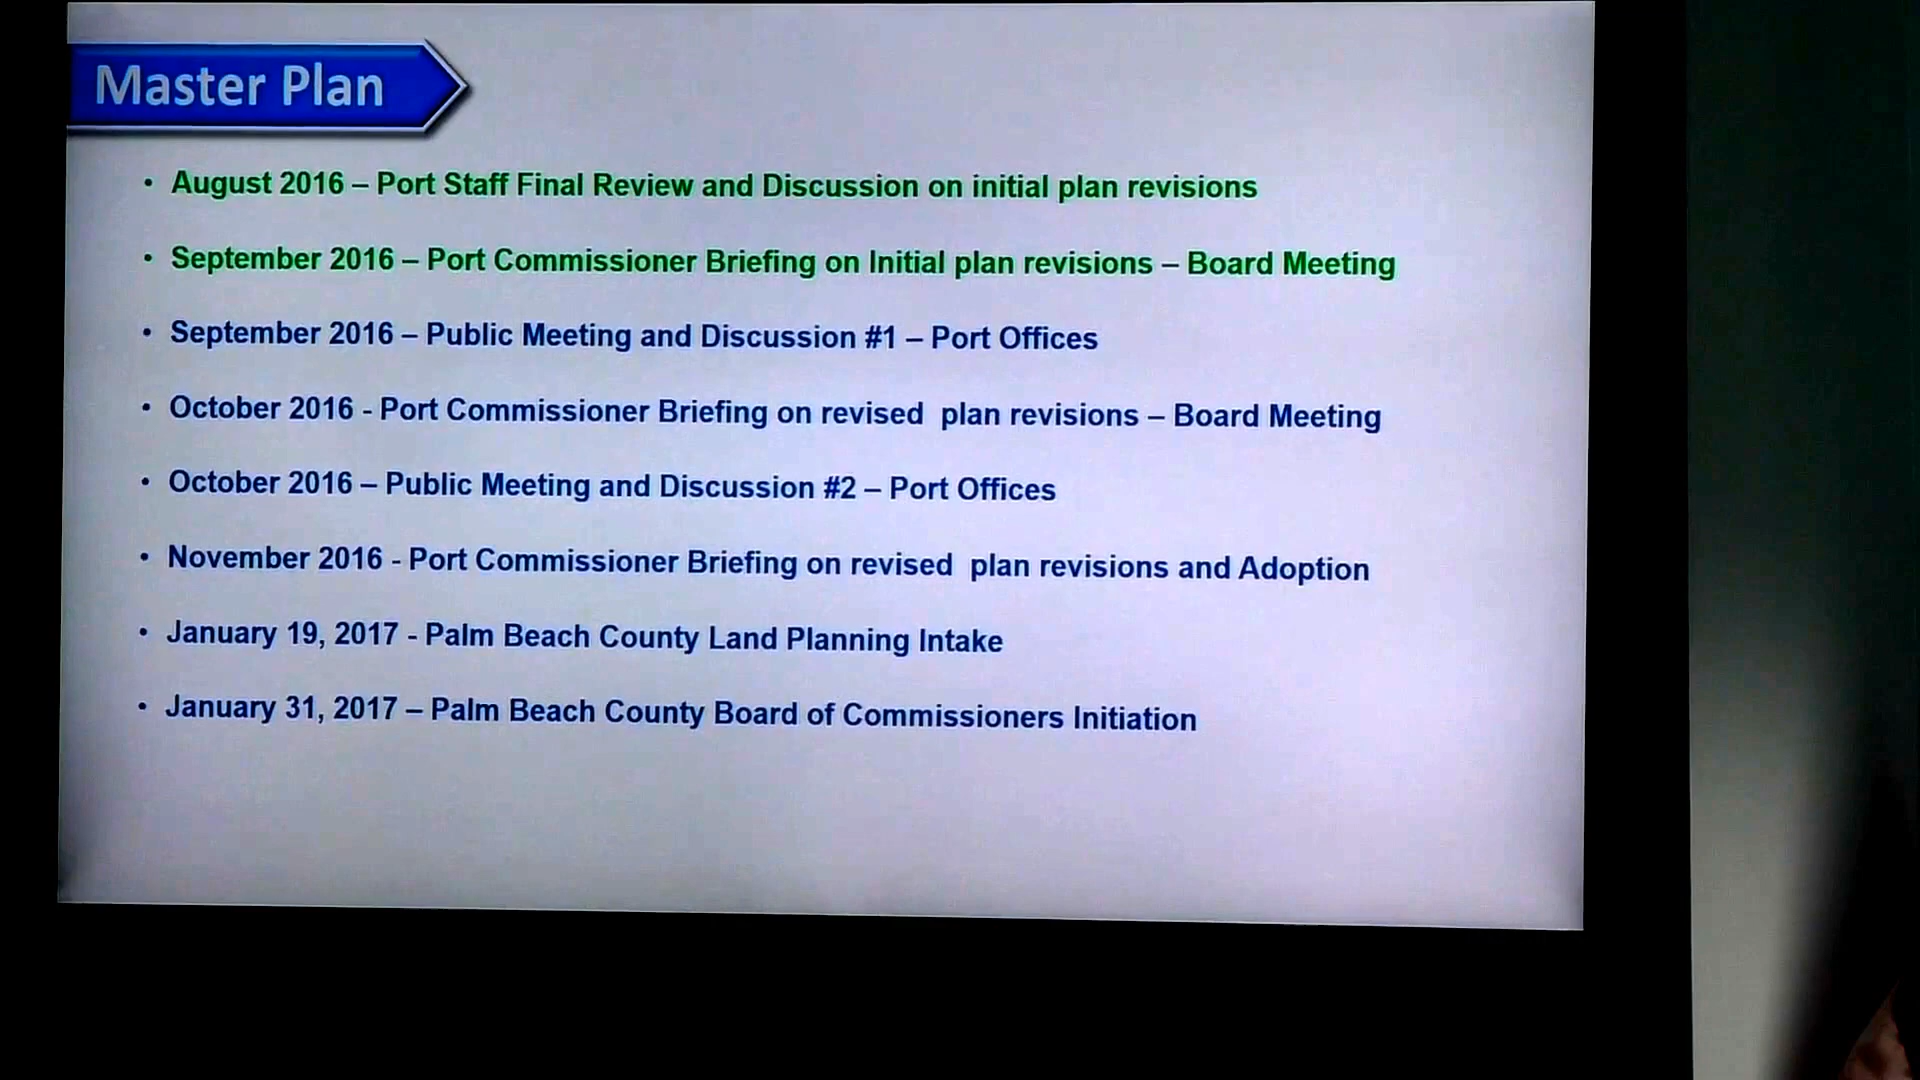 Master Plan
• August 2016 – Port Staff Final Review and Discussion on initial plan revisions
• September 2016 – Port Commissioner Briefing on Initial plan revisions – Board Meeting
• September 2016 – Public Meeting and Discussion #1 – Port Offices
• October 2016 - Port Commissioner Briefing on revised  plan revisions – Board Meeting
• October 2016 – Public Meeting and Discussion #2 – Port Offices
• November 2016 - Port Commissioner Briefing on revised  plan revisions and Adoption
• January 19, 2017 - Palm Beach County Land Planning Intake
• January 31, 2017 – Palm Beach County Board of Commissioners Initiation